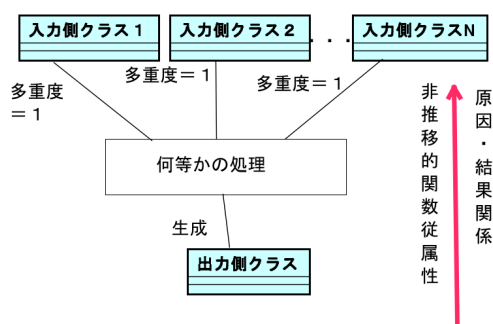 入力側クラス１
入力側クラス２
・・・
入力側クラスN
多重度
＝１
多重度＝１
多重度＝１
何等かの処理
生成
出力側クラス
非推移的関数従属性
原因・結果関係